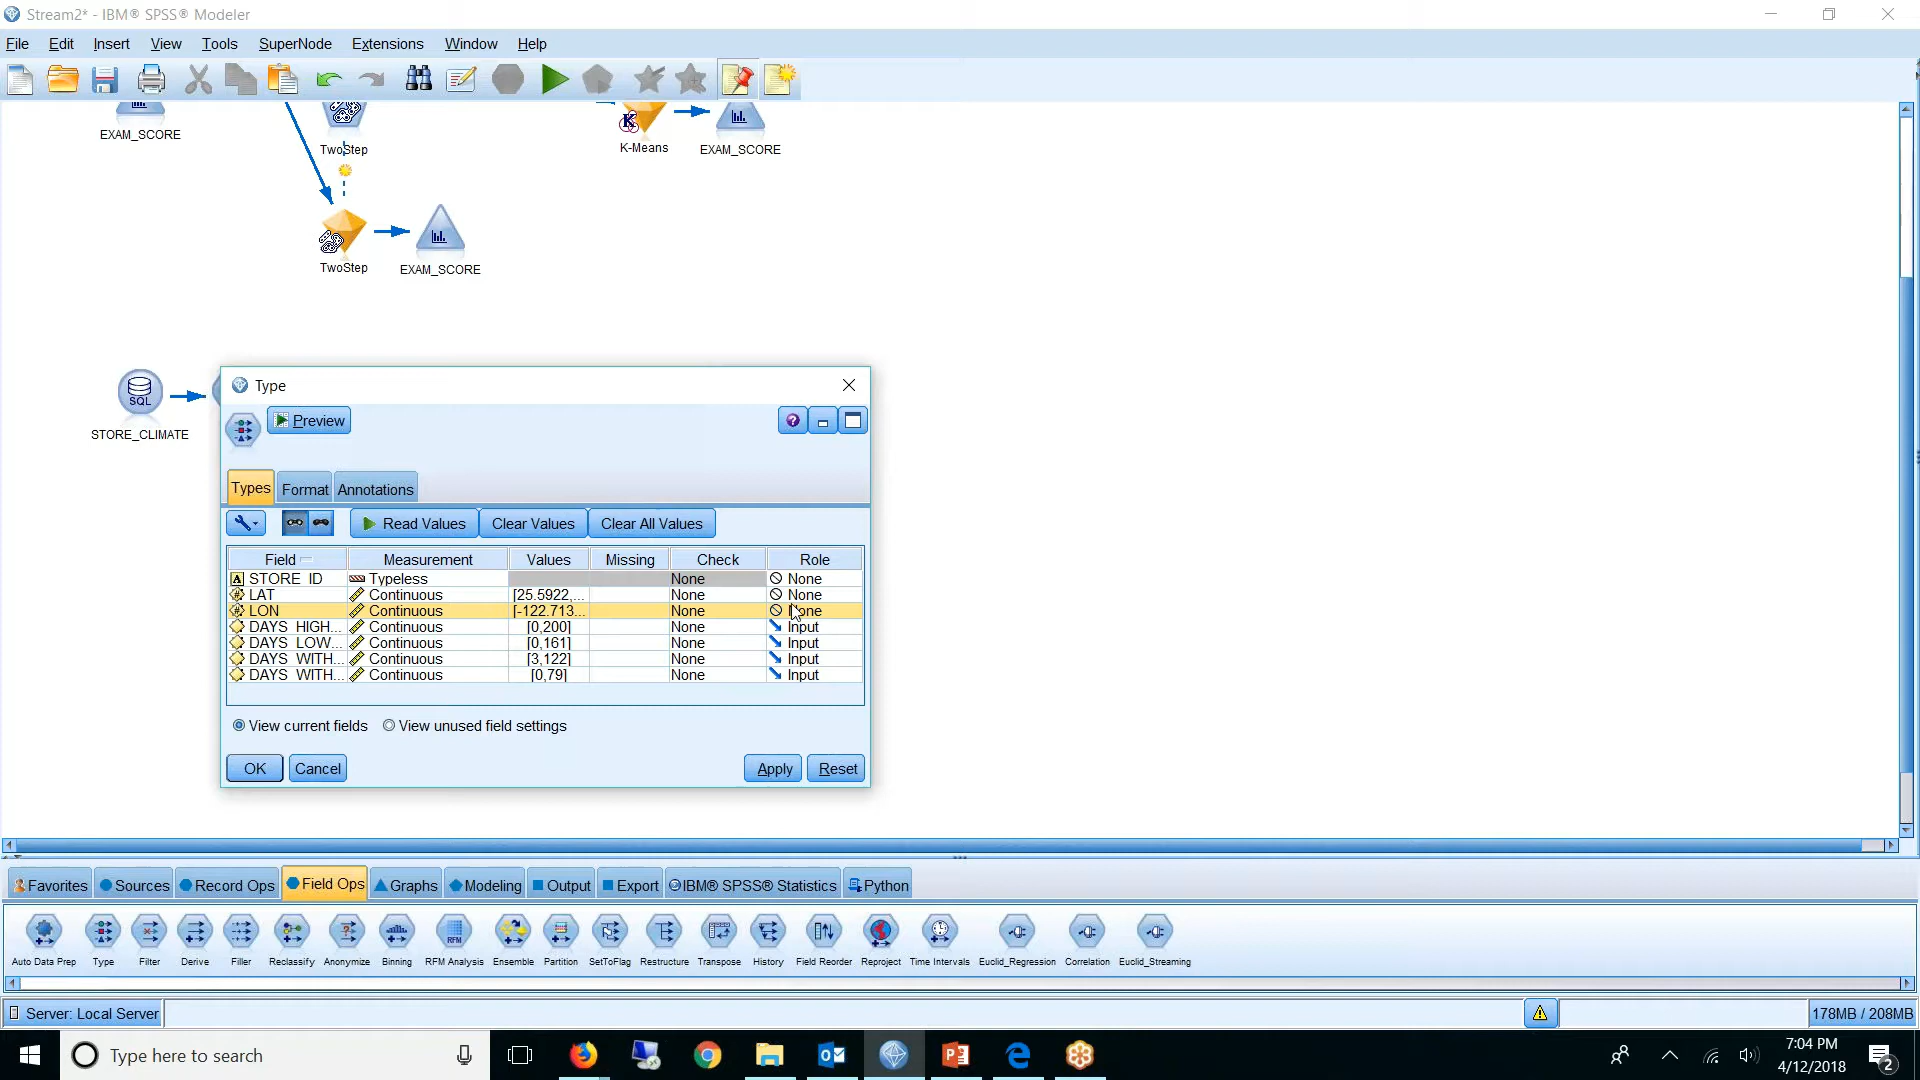 Stream2* - IBM® SPSS® Modeler
File Edit Insert View Tools SuperNode Extensions Window Help
EXAM_SCORE
TwoStep
K-Means
EXAM_SCORE
TwoStep
EXAM_SCORE
SQL
STORE_CLIMATE
Type
Preview
Types Format Annotations
Read Values Clear Values Clear All Values
Field Measurement Values Missing Check Role
STORE_ID Typeless None None
LAT Continuous [25.5922,... None None
LON Continuous [-122.713... None None
DAYS_HIGH... Continuous [0,200] None Input
DAYS_LOW... Continuous [0,161] None Input
DAYS_WITH... Continuous [3,122] None Input
DAYS_WITH... Continuous [0,79] None Input
View current fields View unused field settings
OK Cancel Apply Reset
Favorites Sources Record Ops Field Ops Graphs Modeling Output Export IBM® SPSS® Statistics Python
RFM
Auto Data Prep Type Filter Derive Filler Reclassify Anonymize Binning RFM Analysis Ensemble Partition SetToFlag Restructure Transpose History Field Reorder Reproject Time Intervals Euclid_Regression Correlation Euclid_Streaming
Server: Local Server 178MB / 208MB
Type here to search
7:04 PM
4/12/2018
2